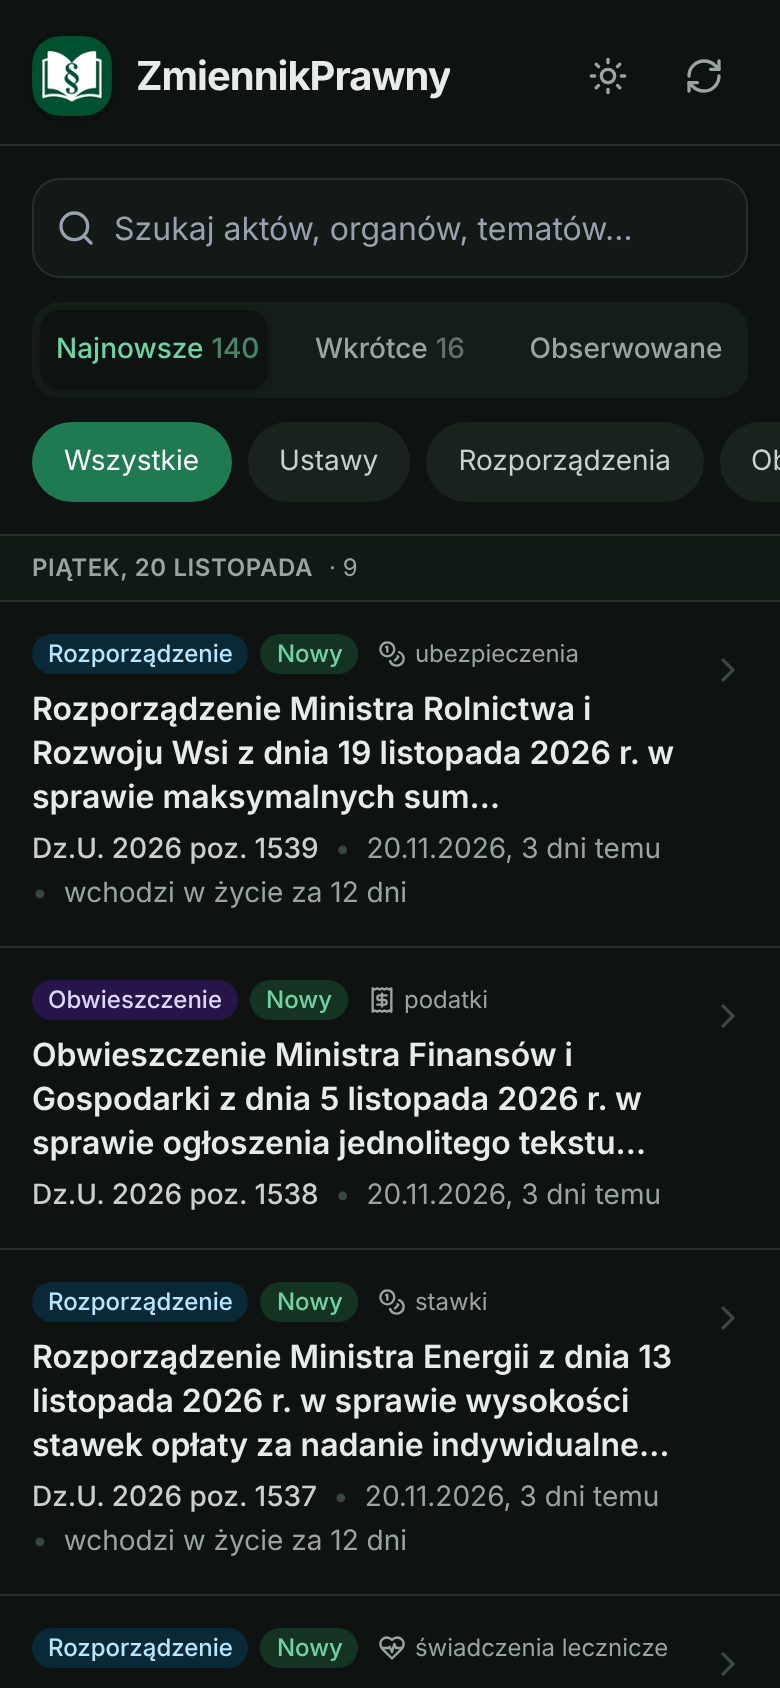 §
ZmiennikPrawny
Szukaj aktów, organów, tematów...
Najnowsze 140 Wkrótce 16 Obserwowane
Wszystkie Ustawy Rozporządzenia Ob
PIĄTEK, 20 LISTOPADA · 9
Rozporządzenie Nowy ubezpieczenia
Rozporządzenie Ministra Rolnictwa i
Rozwoju Wsi z dnia 19 listopada 2026 r. w
sprawie maksymalnych sum...
Dz.U. 2026 poz. 1539 • 20.11.2026, 3 dni temu
• wchodzi w życie za 12 dni
Obwieszczenie Nowy podatki
Obwieszczenie Ministra Finansów i
Gospodarki z dnia 5 listopada 2026 r. w
sprawie ogłoszenia jednolitego tekstu...
Dz.U. 2026 poz. 1538 • 20.11.2026, 3 dni temu
Rozporządzenie Nowy stawki
Rozporządzenie Ministra Energii z dnia 13
listopada 2026 r. w sprawie wysokości
stawek opłaty za nadanie indywidualne...
Dz.U. 2026 poz. 1537 • 20.11.2026, 3 dni temu
• wchodzi w życie za 12 dni
Rozporządzenie Nowy świadczenia lecznicze